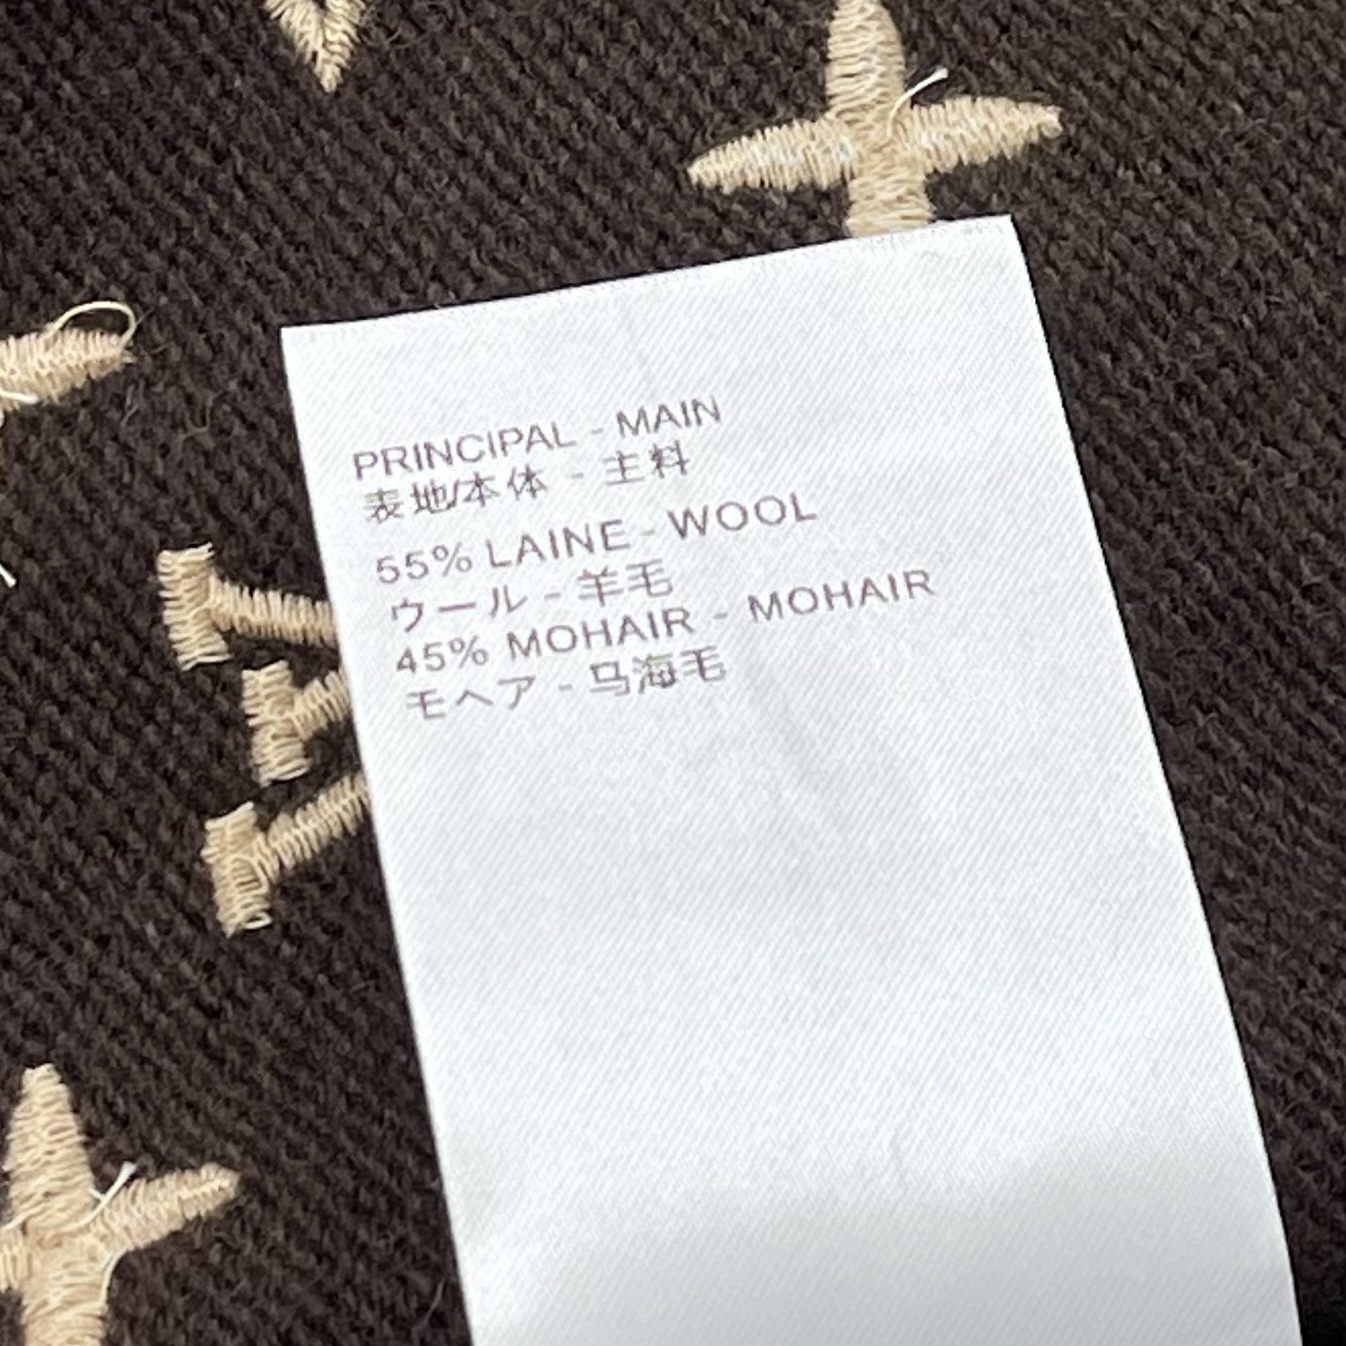 PRINCIPAL - MAIN
表地/本体 - 主料
55% LAINE - WOOL
ウール - 羊毛
45% MOHAIR - MOHAIR
モヘア - 马海毛